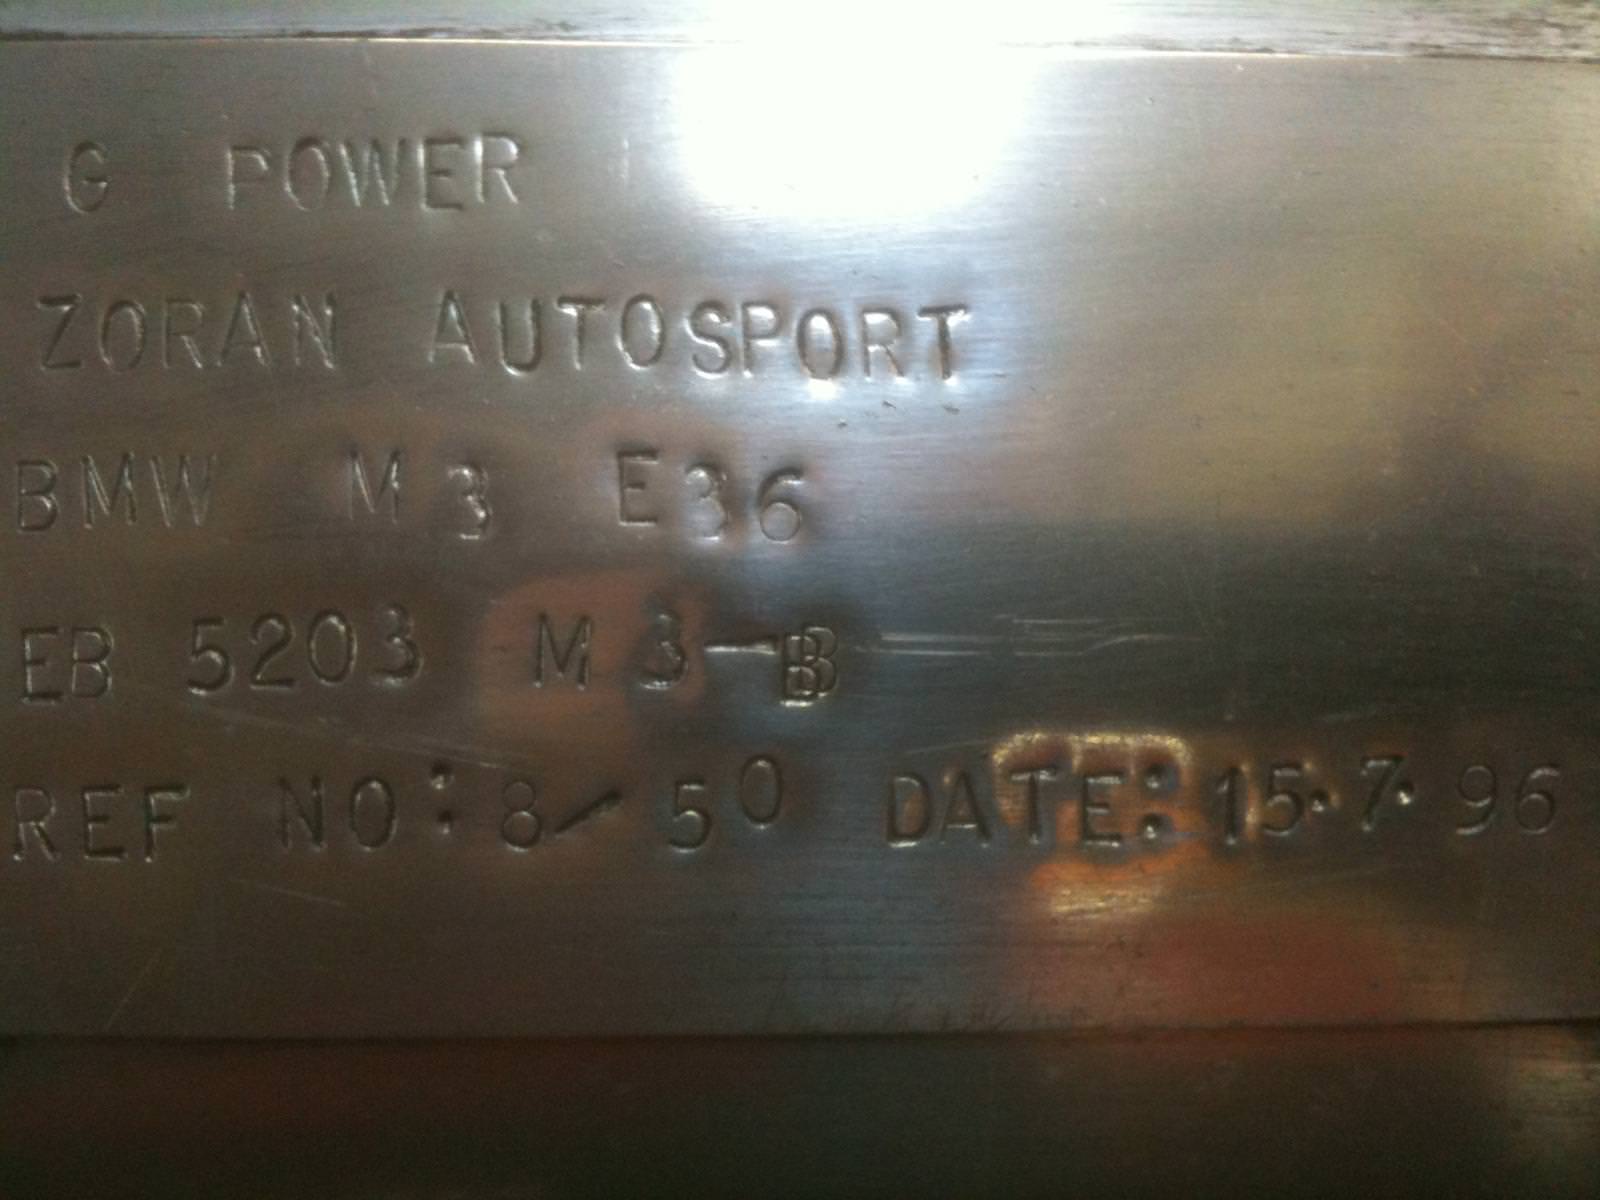 G POWER
ZORAN AUTOSPORT
BMW M3 E36
EB 5203 M3-B
REF NO: 8/50 DATE: 15.7.96